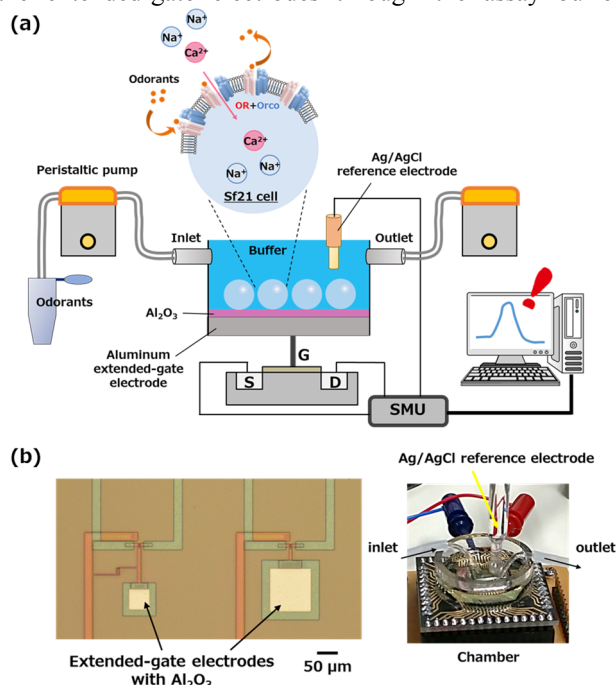 (a)
Na⁺
Na⁺
Ca²⁺
Odorants
OR+Orco
Ca²⁺
Na⁺
Na⁺
Sf21 cell
Peristaltic pump
Ag/AgCl
reference electrode
Inlet
Buffer
Outlet
Odorants
Al₂O₃
Aluminum
extended-gate
electrode
G
S
D
SMU
(b)
Ag/AgCl reference electrode
inlet
outlet
Extended-gate electrodes
with Al₂O₃
50 μm
Chamber